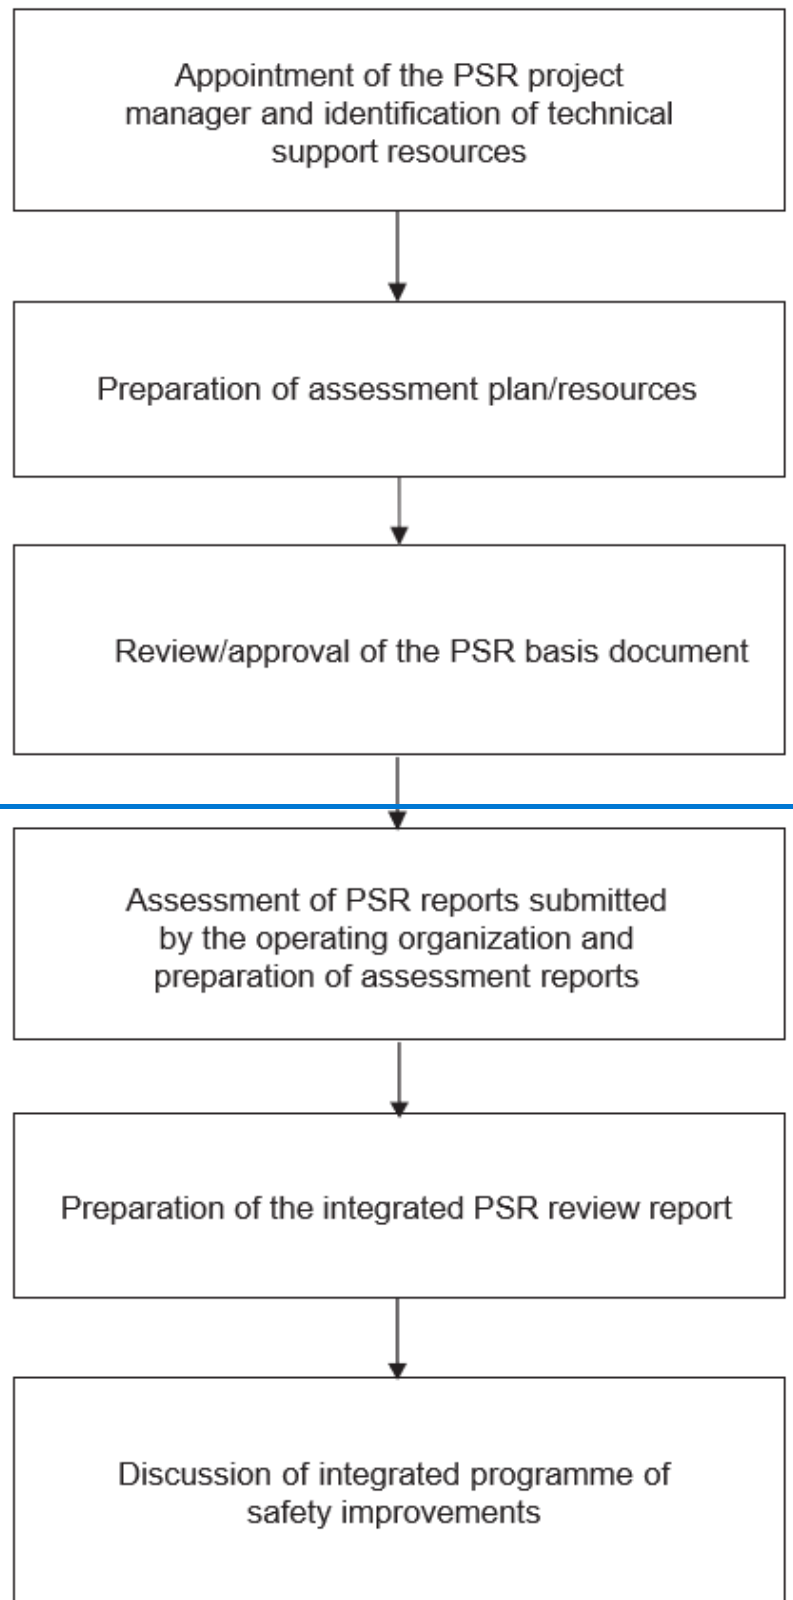 Appointment of the PSR project
manager and identification of technical
support resources
Preparation of assessment plan/resources
Review/approval of the PSR basis document
Assessment of PSR reports submitted
by the operating organization and
preparation of assessment reports
Preparation of the integrated PSR review report
Discussion of integrated programme of
safety improvements